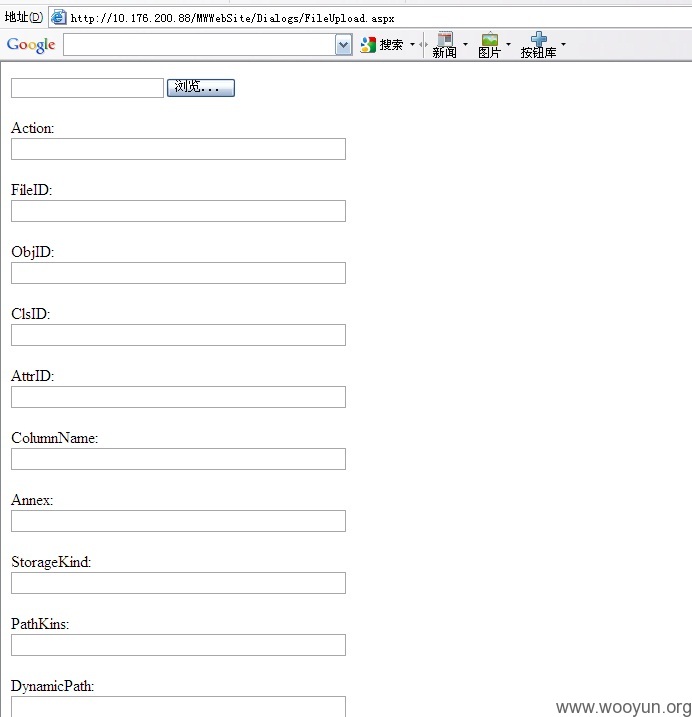 地址(D) http://10.176.200.88/MWWebSite/Dialogs/FileUpload.aspx
Google 搜索 新闻 图片 按钮库
浏览...
Action:
FileID:
ObjID:
ClsID:
AttrID:
ColumnName:
Annex:
StorageKind:
PathKins:
DynamicPath:
www.wooyun.org